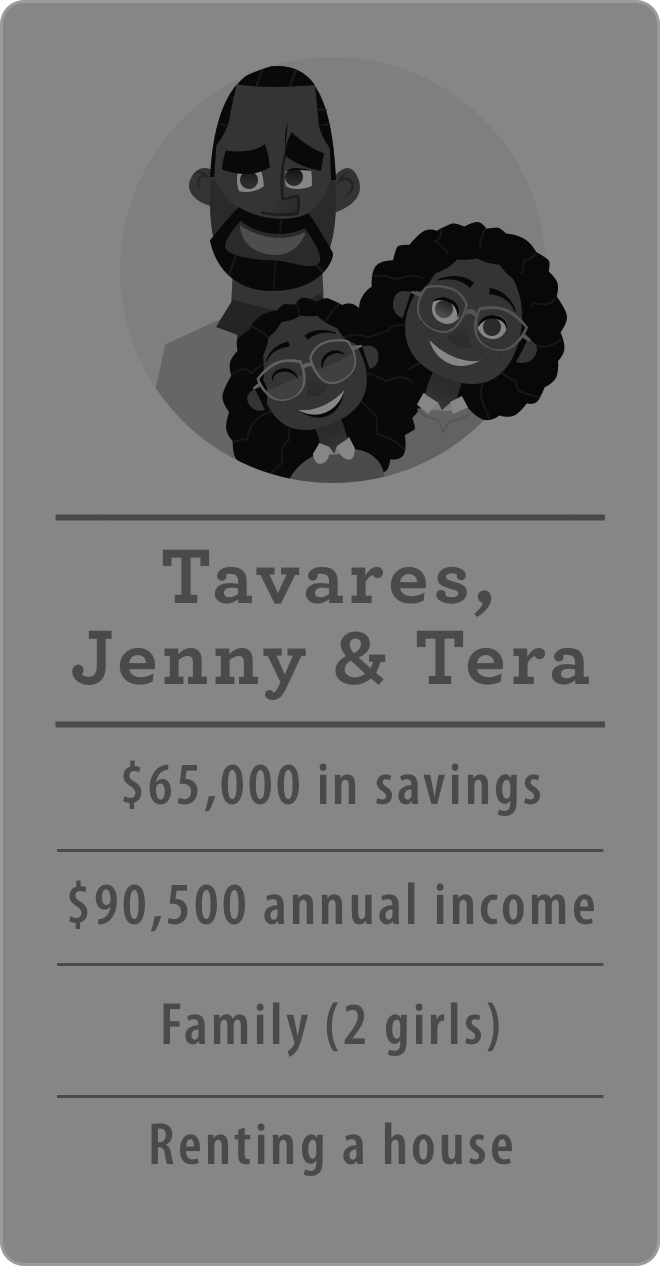 Tavares,
Jenny & Tera
$65,000 in savings
$90,500 annual income
Family (2 girls)
Renting a house